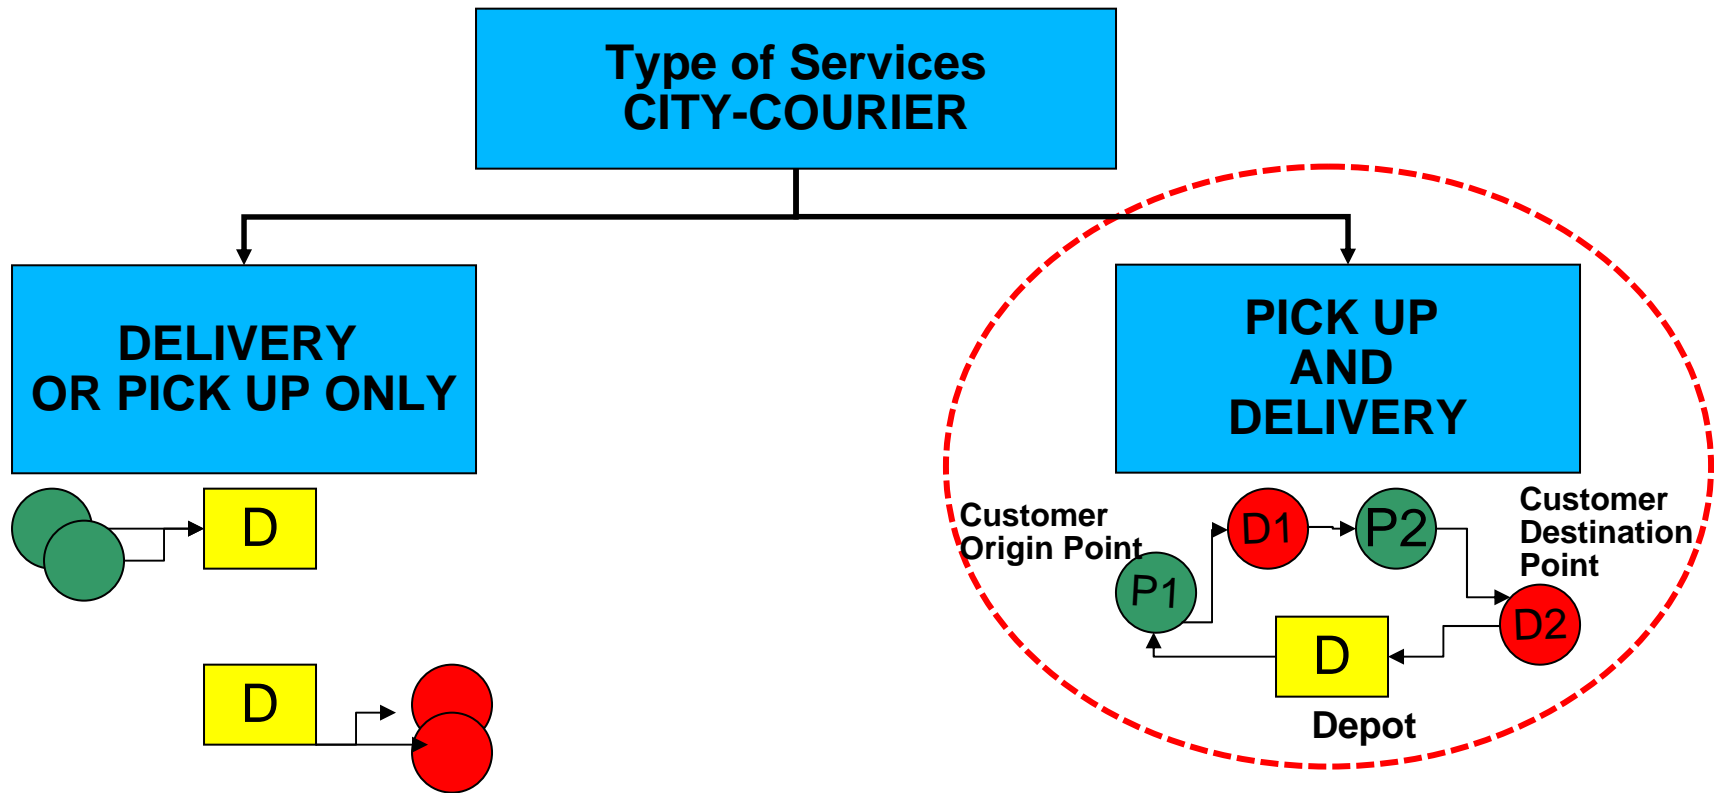 Type of Services
CITY-COURIER
DELIVERY
OR PICK UP ONLY
PICK UP
AND
DELIVERY
D
D
Customer
Origin Point
P1
D1
P2
Customer
Destination
Point
D2
D
Depot